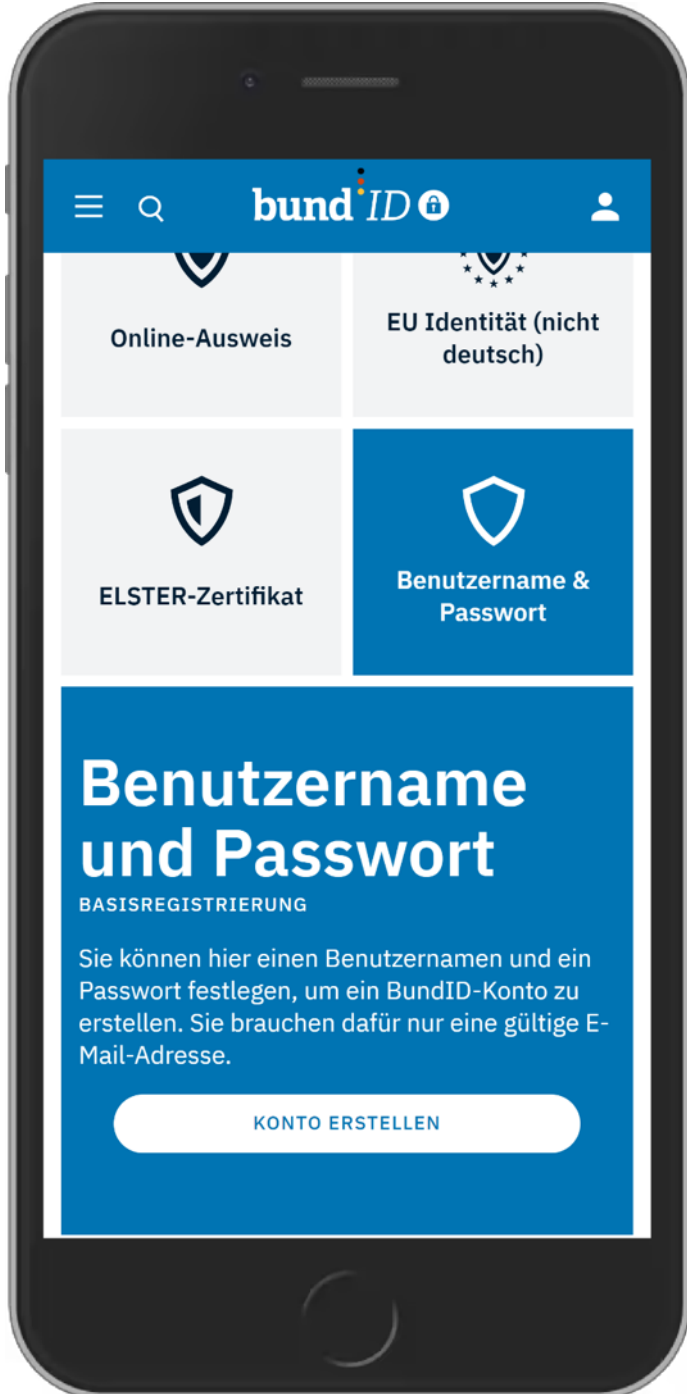 bund ID
Online-Ausweis
EU Identität (nicht
deutsch)
ELSTER-Zertifikat
Benutzername &
Passwort
Benutzername
und Passwort
BASISREGISTRIERUNG
Sie können hier einen Benutzernamen und ein
Passwort festlegen, um ein BundID-Konto zu
erstellen. Sie brauchen dafür nur eine gültige E-
Mail-Adresse.
KONTO ERSTELLEN